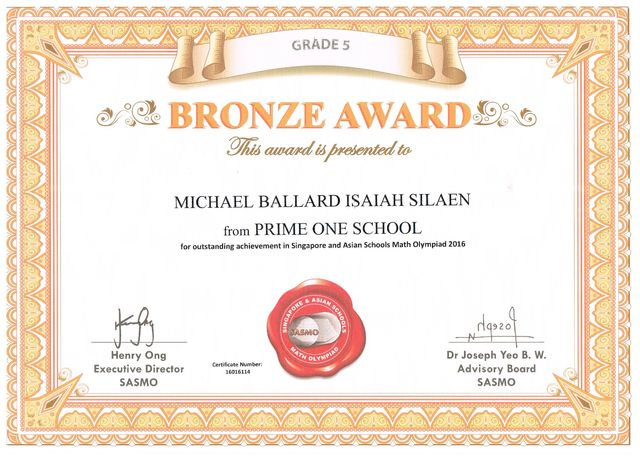 GRADE 5
BRONZE AWARD
This award is presented to
MICHAEL BALLARD ISAIAH SILAEN
from PRIME ONE SCHOOL
for outstanding achievement in Singapore and Asian Schools Math Olympiad 2016
SINGAPORE & ASIAN SCHOOLS
SASMO
MATH OLYMPIAD
Henry Ong
Executive Director
SASMO
Certificate Number:
16016114
Dr Joseph Yeo B. W.
Advisory Board
SASMO